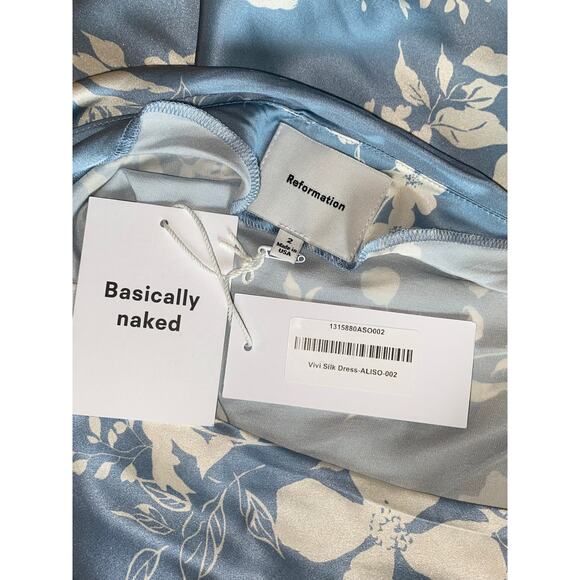 Reformation
2
Made in
USA
Basically
naked
1315880ASO002
Vivi Silk Dress-ALISO-002